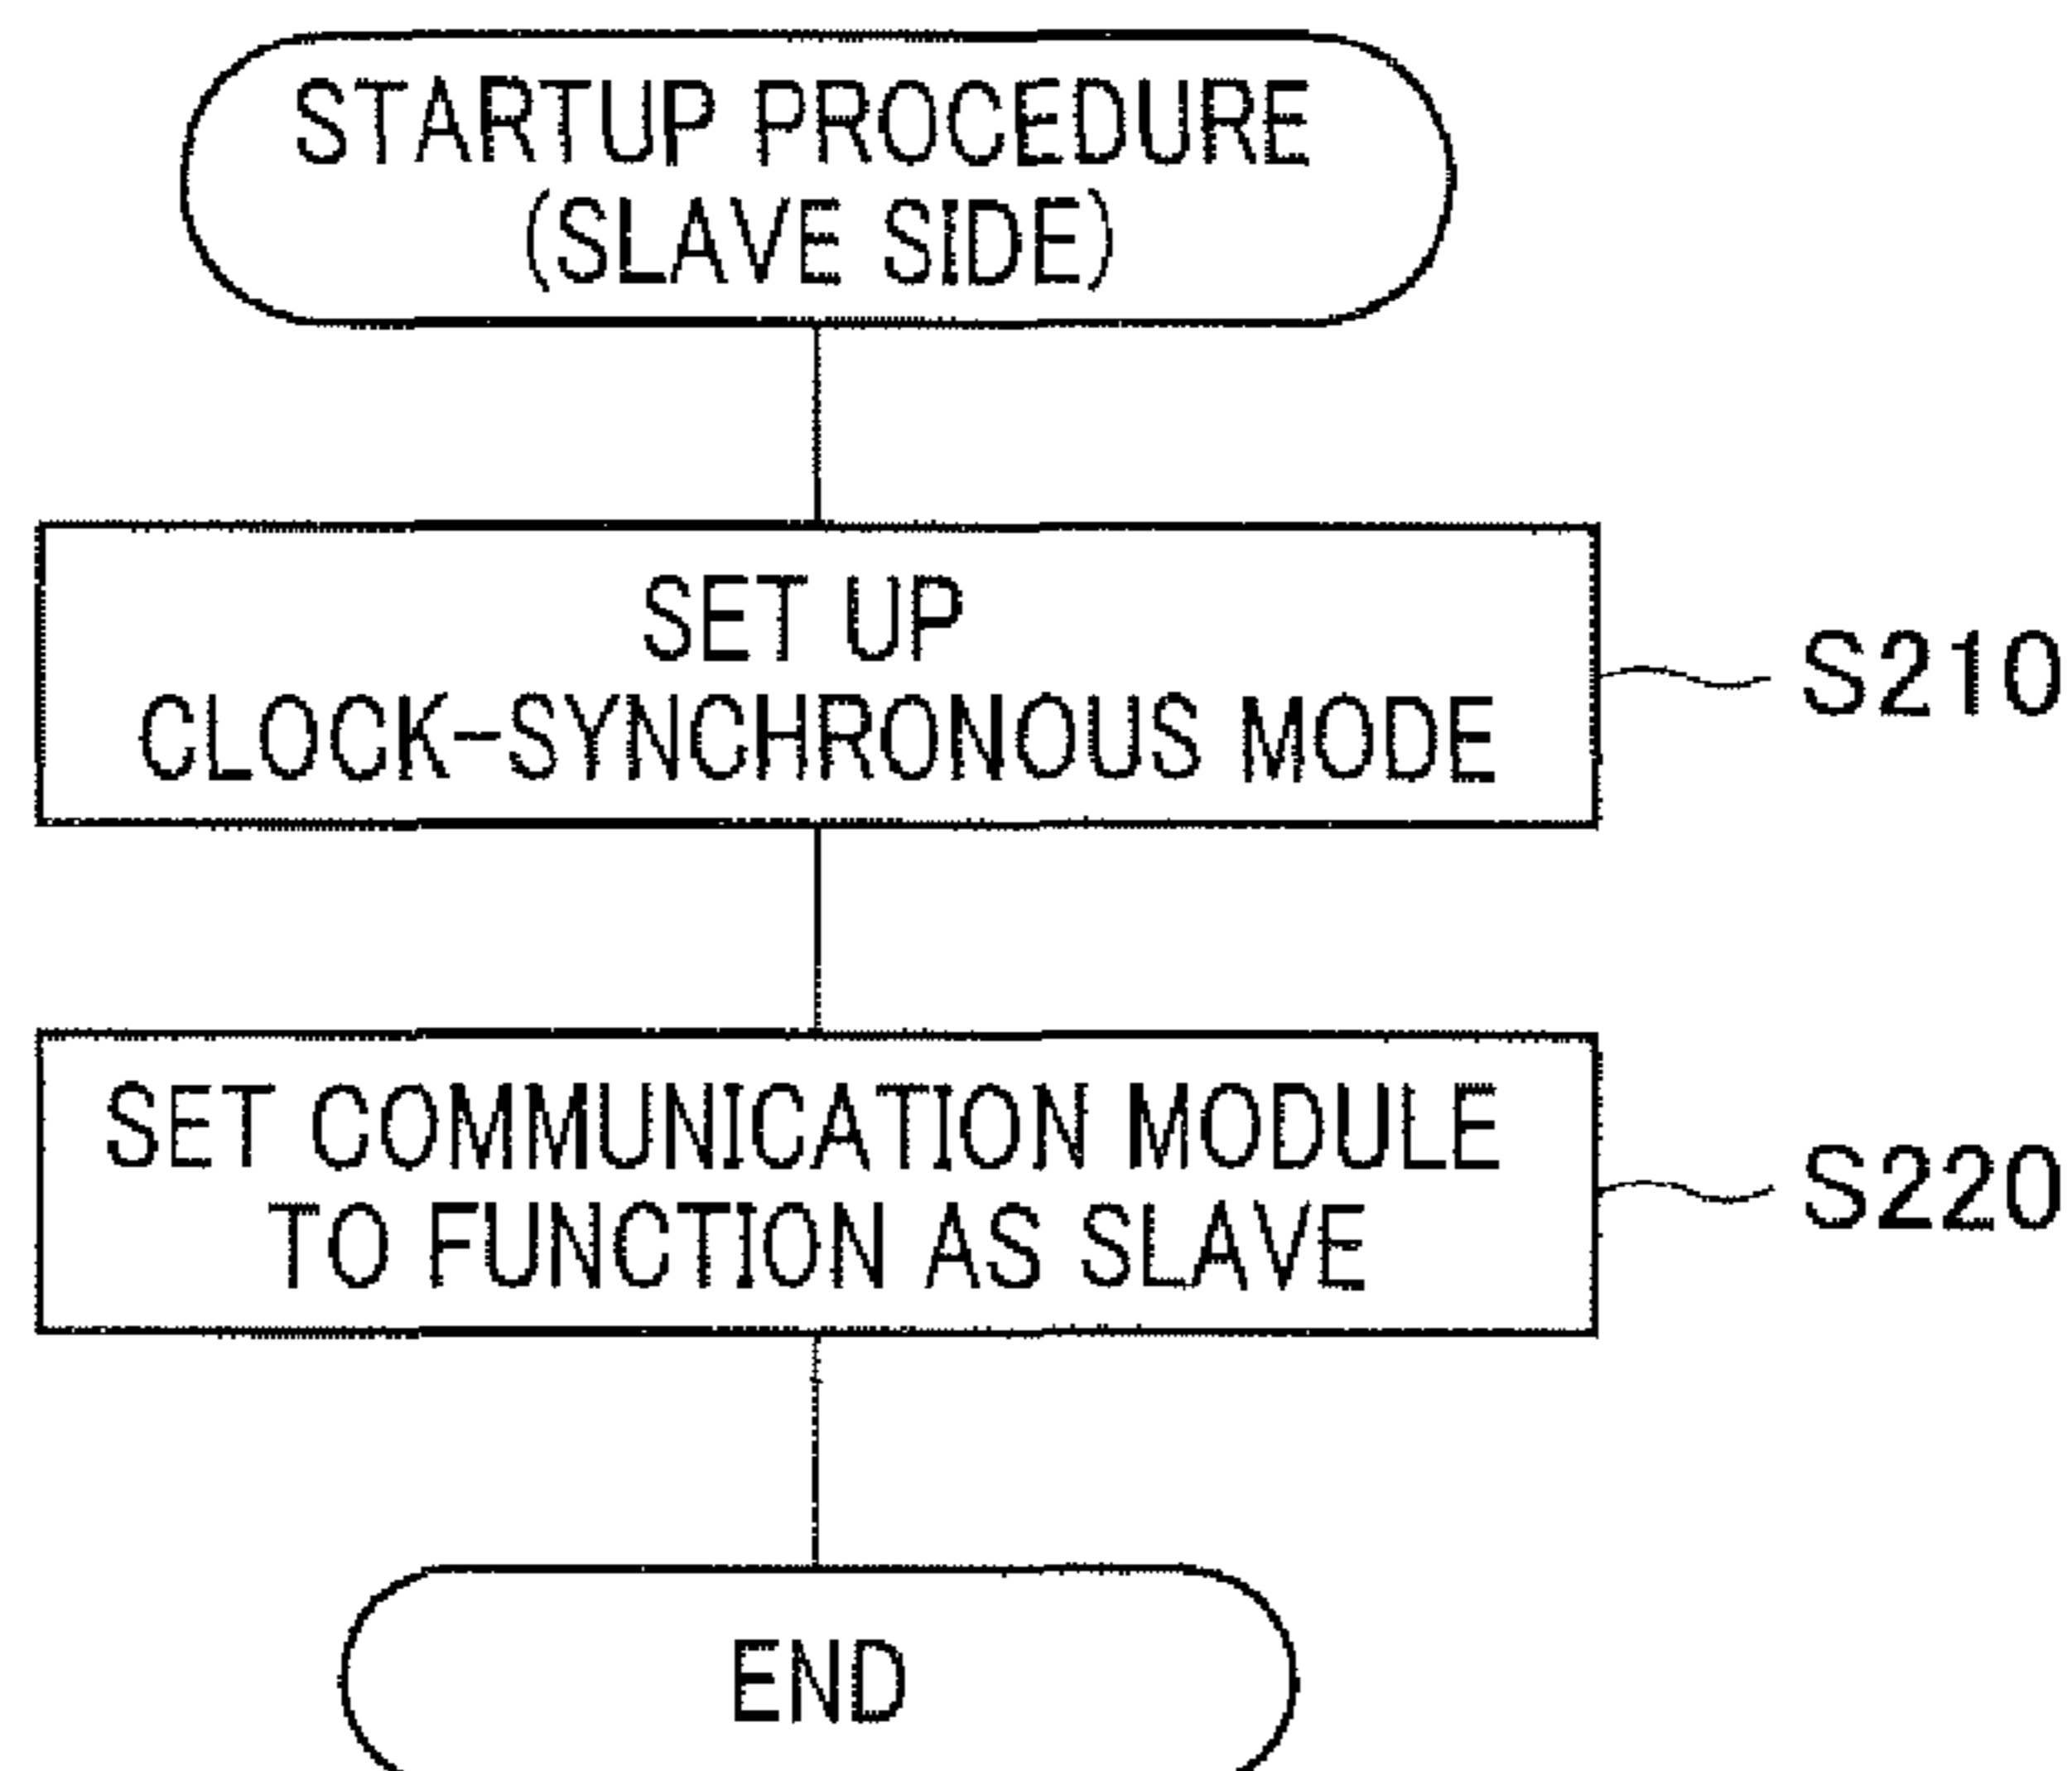 STARTUP PROCEDURE
(SLAVE SIDE)
SET UP
CLOCK-SYNCHRONOUS MODE
S210
SET COMMUNICATION MODULE
TO FUNCTION AS SLAVE
S220
END